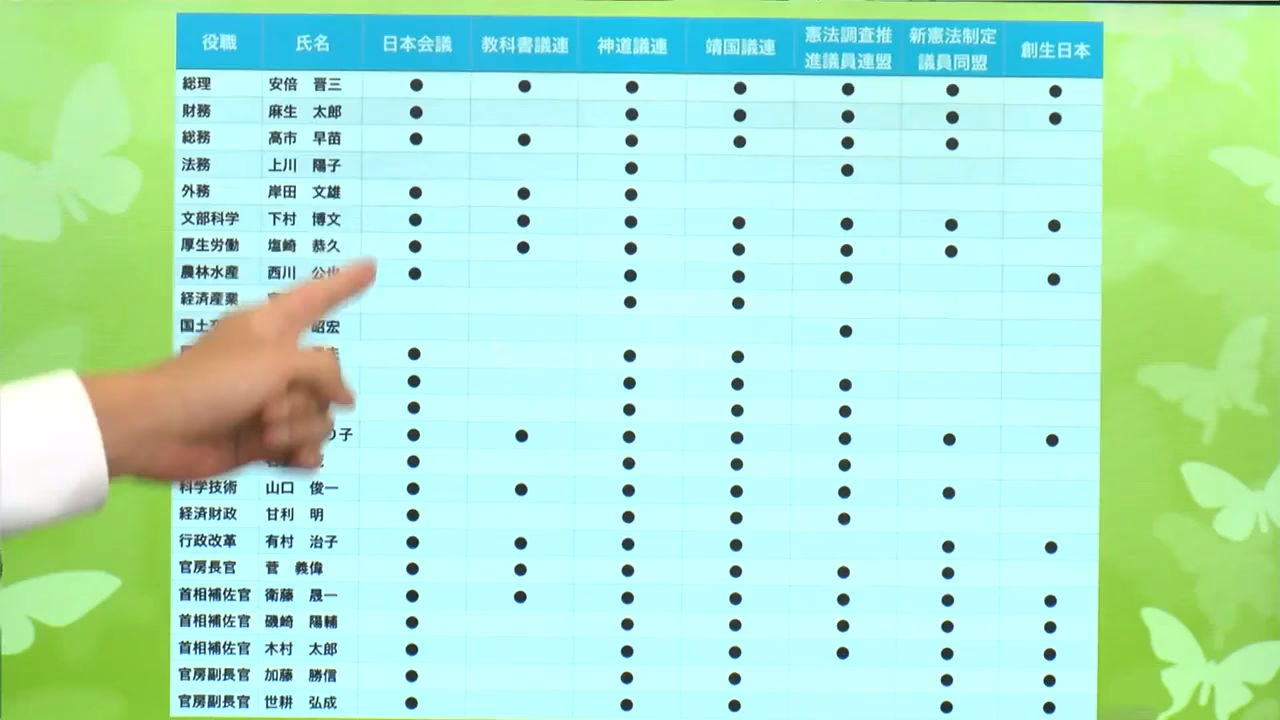 役職 氏名 日本会議 教科書議連 神道議連 靖国議連 憲法調査推進議員連盟 新憲法制定議員同盟 創生日本
総理 安倍 晋三 ● ● ● ● ● ● ●
財務 麻生 太郎 ● ● ● ● ● ●
総務 高市 早苗 ● ● ● ● ● ●
法務 上川 陽子 ● ●
外務 岸田 文雄 ● ● ●
文部科学 下村 博文 ● ● ● ● ● ● ●
厚生労働 塩崎 恭久 ● ● ● ● ● ●
農林水産 西川 公也 ● ● ● ● ●
経済産業 ● ●
国土 昭宏 ●
● ● ●
● ● ● ●
● ● ● ●
り子 ● ● ● ● ● ● ●
● ● ● ●
科学技術 山口 俊一 ● ● ● ● ● ●
経済財政 甘利 明 ● ● ● ●
行政改革 有村 治子 ● ● ● ● ● ●
官房長官 菅 義偉 ● ● ● ● ● ●
首相補佐官 衛藤 晟一 ● ● ● ● ● ● ●
首相補佐官 磯崎 陽輔 ● ● ● ● ● ●
首相補佐官 木村 太郎 ● ● ● ● ● ●
官房副長官 加藤 勝信 ● ● ● ● ●
官房副長官 世耕 弘成 ● ● ● ● ●